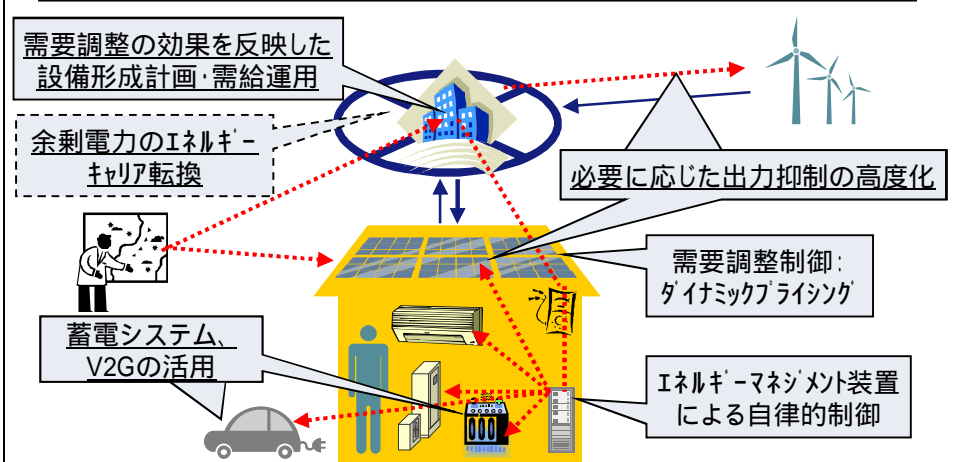 需要調整の効果を反映した
設備形成計画・需給運用
余剰電力のｴﾈﾙｷﾞｰ
ｷｬﾘｱ転換
必要に応じた出力抑制の高度化
需要調整制御：
ﾀﾞｲﾅﾐｯｸﾌﾟﾗｲｼﾝｸﾞ
蓄電システム、
V2Gの活用
ｴﾈﾙｷﾞｰﾏﾈｼﾞﾒﾝﾄ装置
による自律的制御